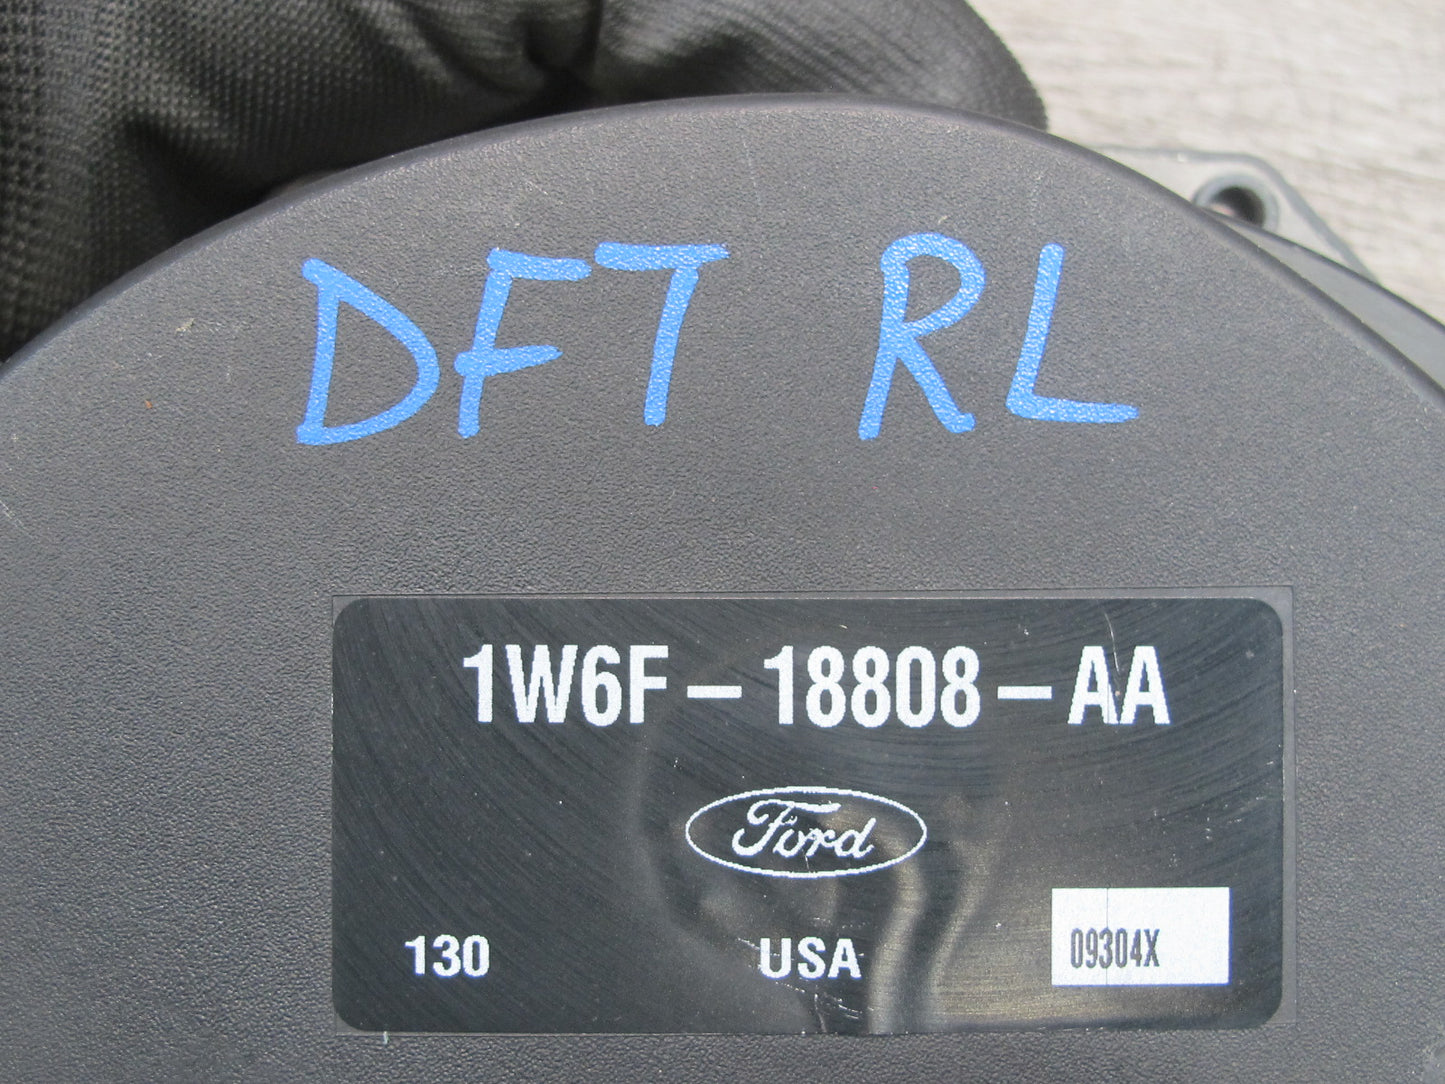 DFT RL
1W6F-18808-AA
Ford
130 USA 09304X